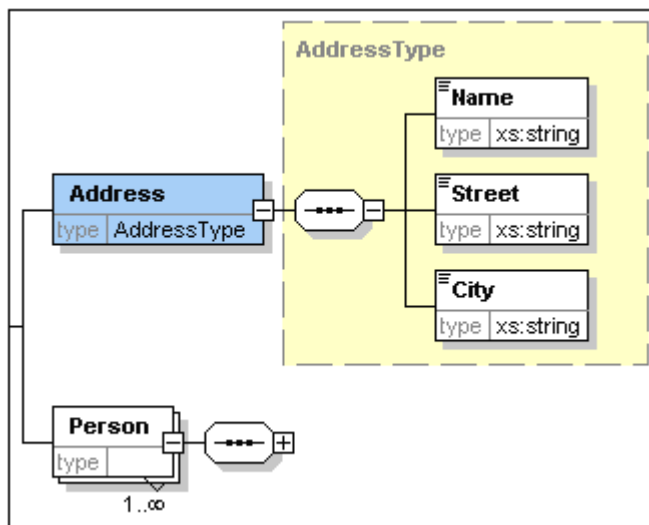 AddressType
Name
type xs:string
Address
type AddressType
Street
type xs:string
City
type xs:string
Person
type
1..∞